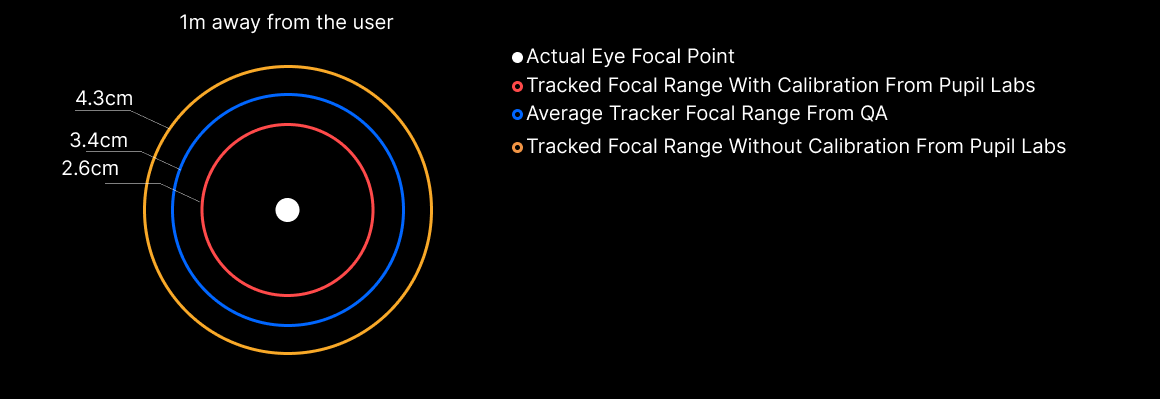 1m away from the user
4.3cm
3.4cm
2.6cm
Actual Eye Focal Point
Tracked Focal Range With Calibration From Pupil Labs
Average Tracker Focal Range From QA
Tracked Focal Range Without Calibration From Pupil Labs